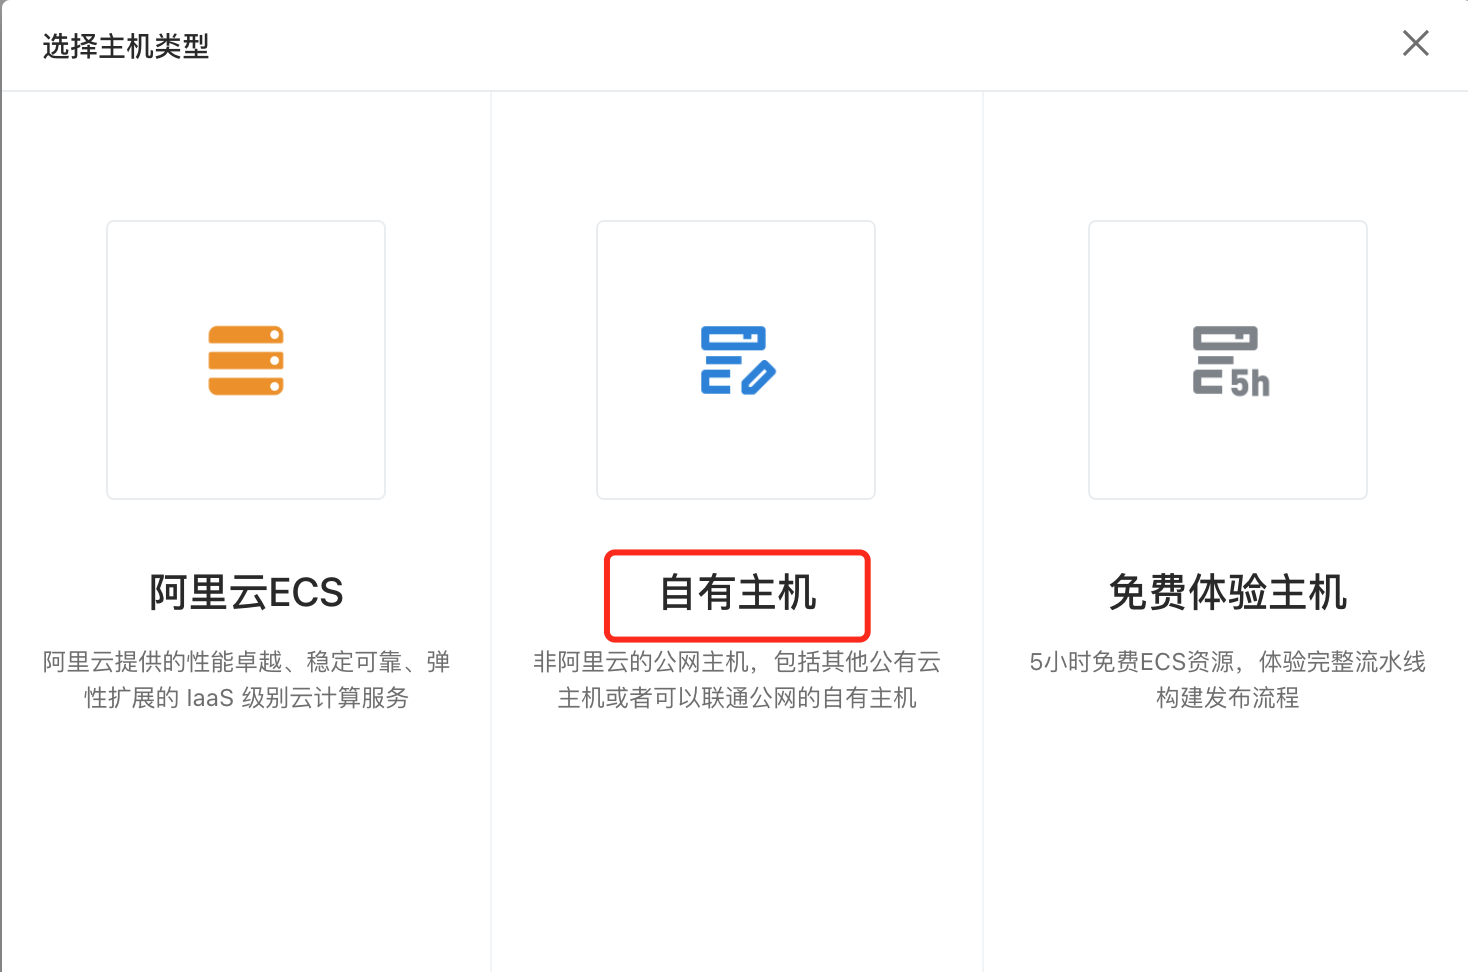 选择主机类型
5h
阿里云ECS
阿里云提供的性能卓越、稳定可靠、弹
性扩展的 IaaS 级别云计算服务
自有主机
非阿里云的公网主机，包括其他公有云
主机或者可以联通公网的自有主机
免费体验主机
5小时免费ECS资源，体验完整流水线
构建发布流程